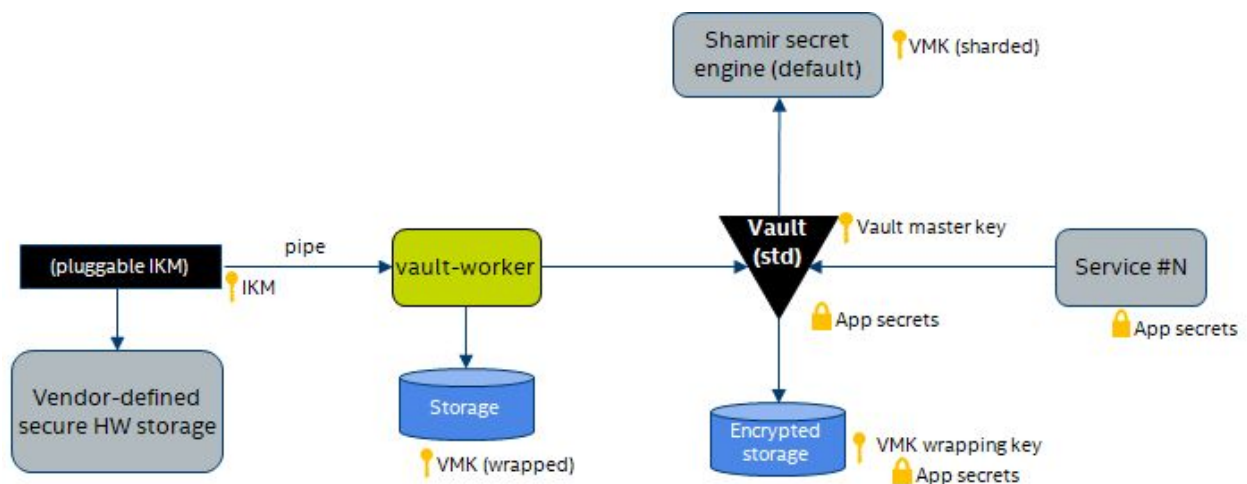 Shamir secret
engine (default)
VMK (sharded)
Vault
(std)
Vault master key
(pluggable IKM)
pipe
IKM
vault-worker
Service #N
App secrets
App secrets
Vendor-defined
secure HW storage
Storage
VMK (wrapped)
Encrypted
storage
VMK wrapping key
App secrets